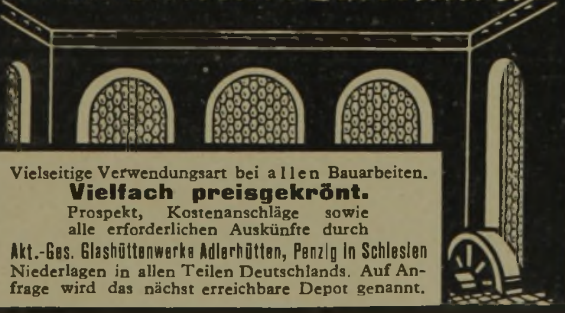 Vielseitige Verwendungsart bei allen Bauarbeiten.
Vielfach preisgekrönt.
Prospekt, Kostenanschläge sowie
alle erforderlichen Auskünfte durch
Akt.-Ges. Glashüttenwerke Adlerhütten, Penzig in Schlesien
Niederlagen in allen Teilen Deutschlands. Auf An-
frage wird das nächst erreichbare Depot genannt.